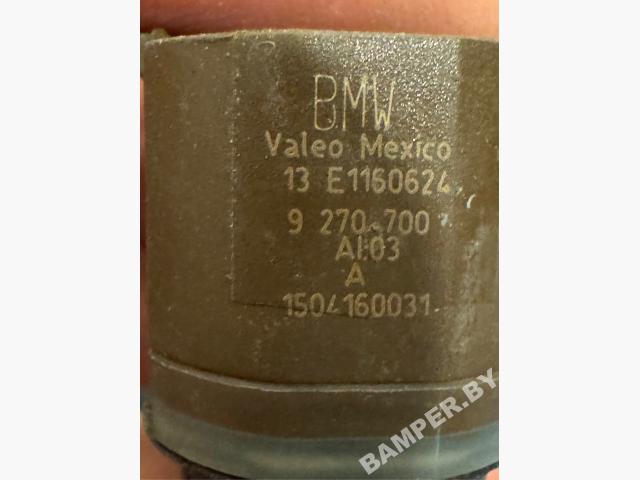 BMW
Valeo Mexico
13 E1160624
9 270 700
AI:03
A
1504160031
BAMPER.BY